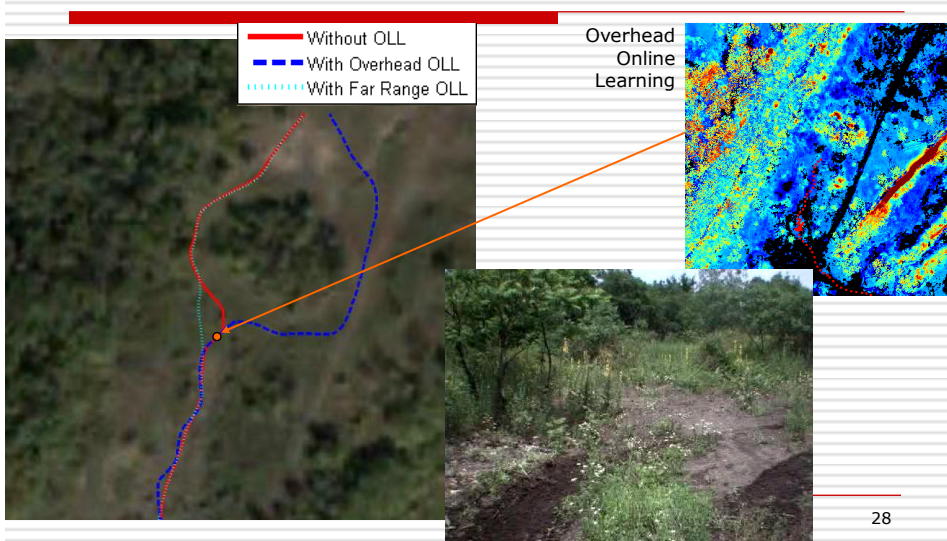 Without OLL
With Overhead OLL
With Far Range OLL
Overhead
Online
Learning
28